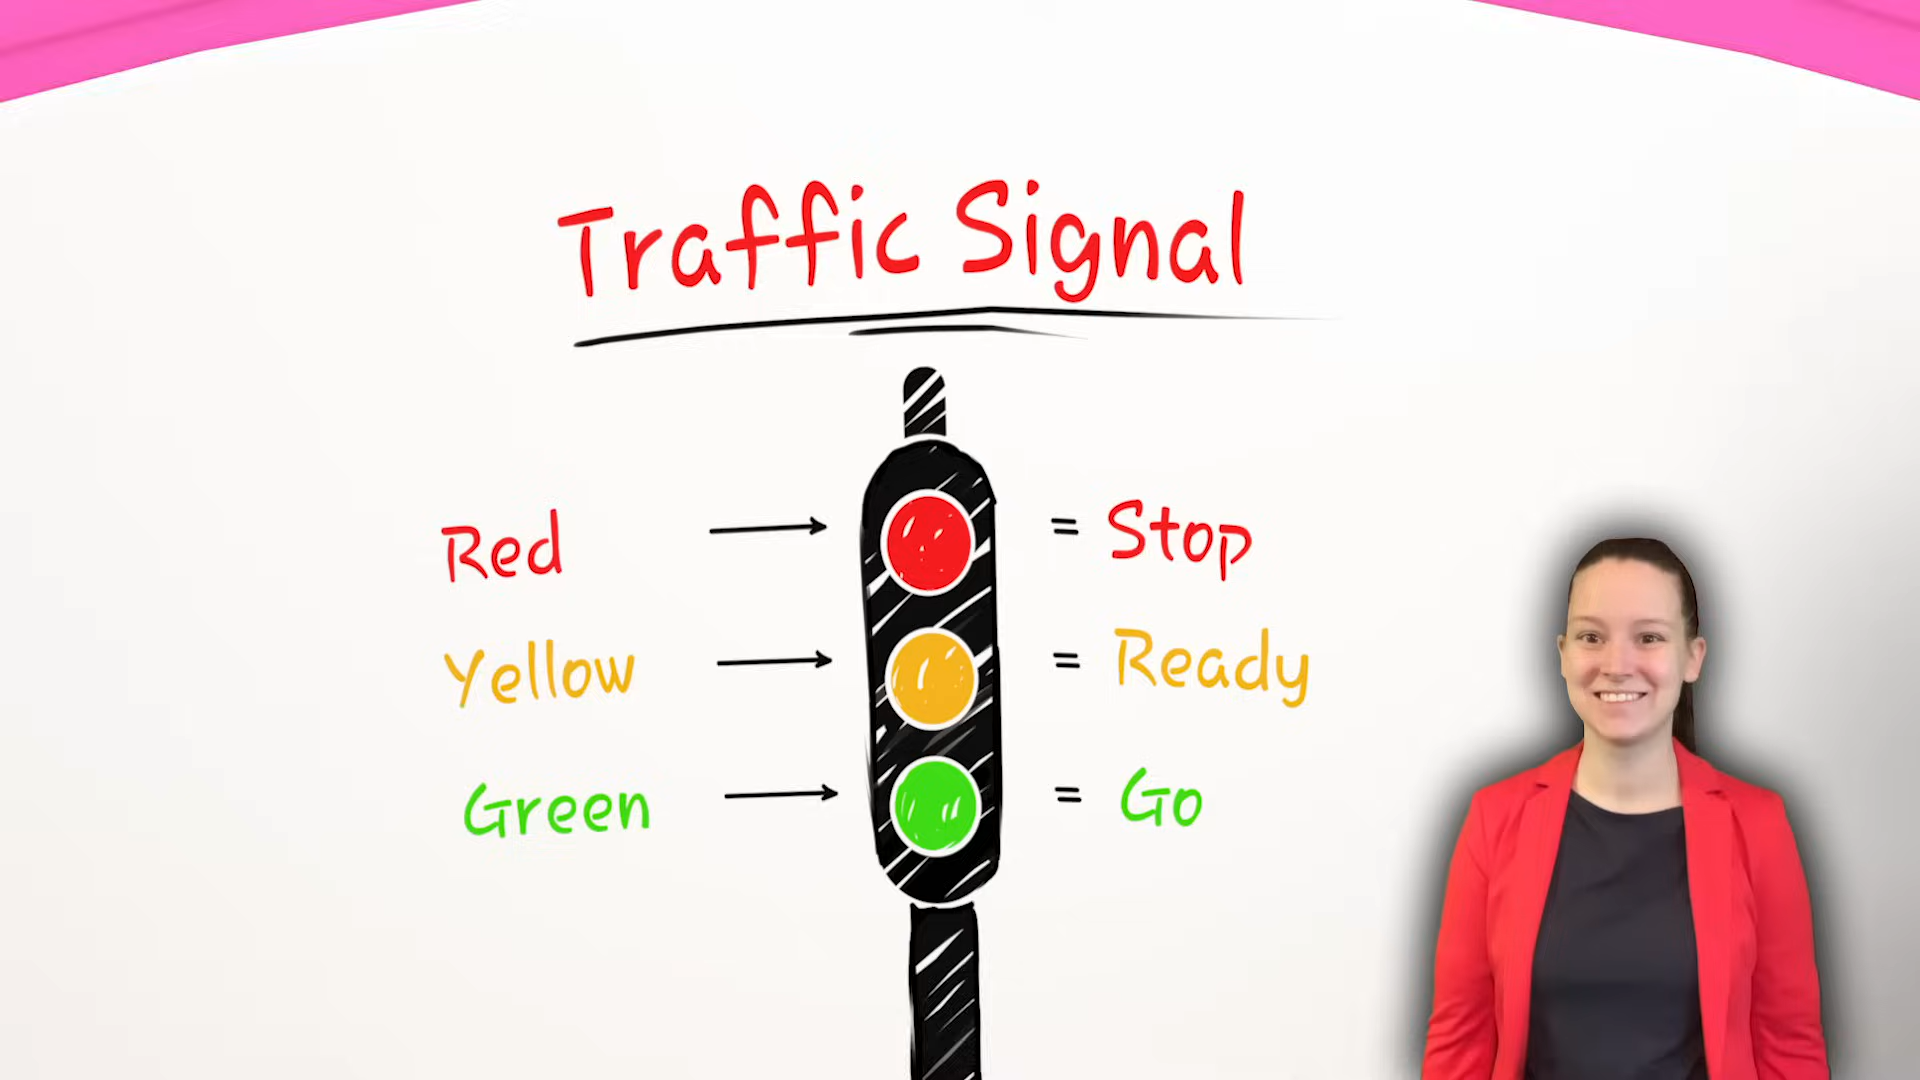 Traffic Signal
Red = Stop
Yellow = Ready
Green = Go